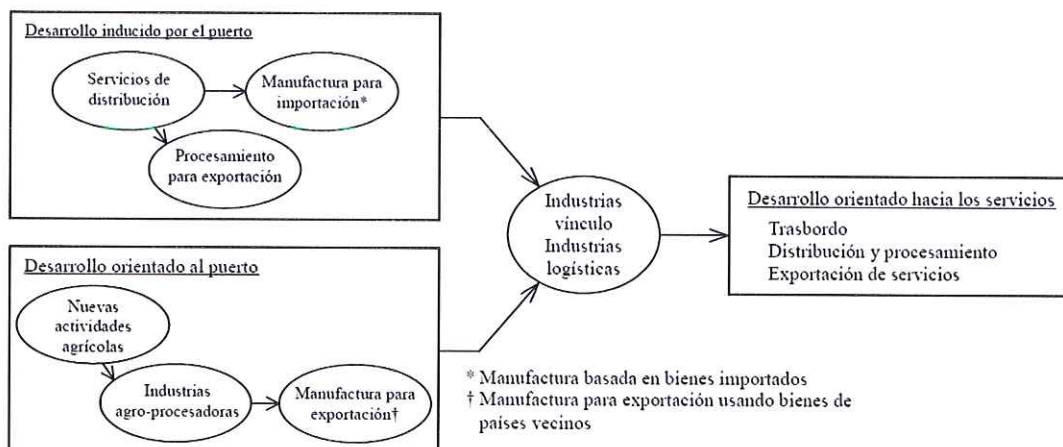 Desarrollo inducido por el puerto
Servicios de
distribución
Manufactura para
importación*
Procesamiento
para exportación
Desarrollo orientado al puerto
Nuevas
actividades
agrícolas
Industrias
agro-procesadoras
Manufactura para
exportación†
Industrias
vínculo
Industrias
logísticas
Desarrollo orientado hacia los servicios
Trasbordo
Distribución y procesamiento
Exportación de servicios
* Manufactura basada en bienes importados
† Manufactura para exportación usando bienes de
países vecinos